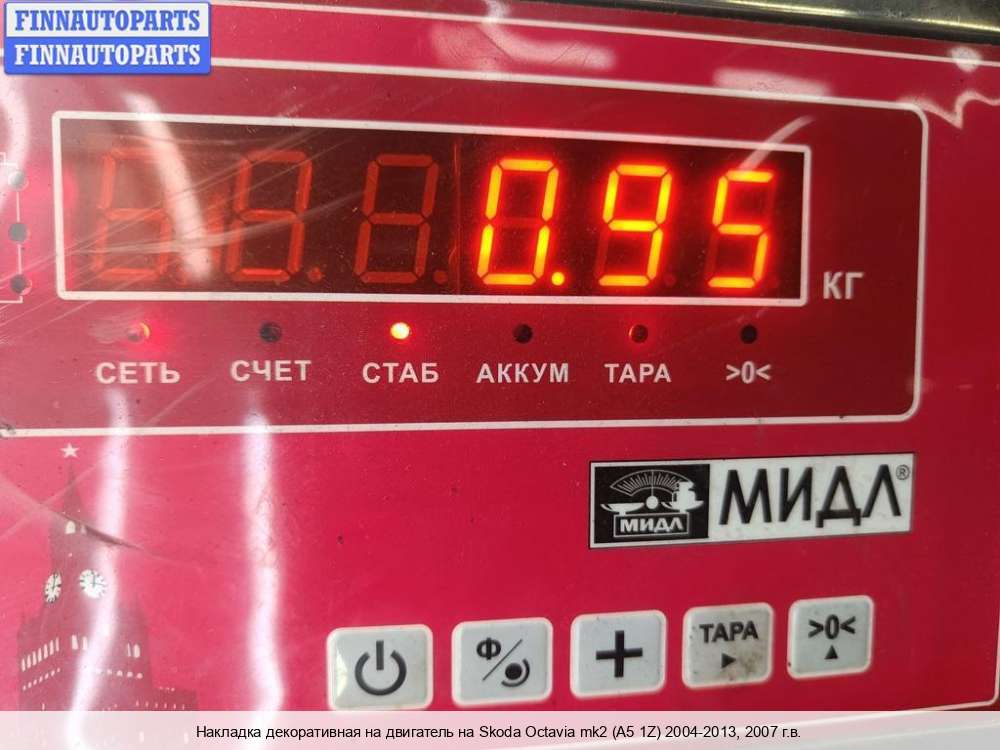 FINNAUTOPARTS
FINNAUTOPARTS
0.95
КГ
СЕТЬ СЧЕТ СТАБ АККУМ ТАРА >0<
МИДЛ МИДЛ®
Ф ТАРА >0<
Накладка декоративная на двигатель на Skoda Octavia mk2 (A5 1Z) 2004-2013, 2007 г.в.